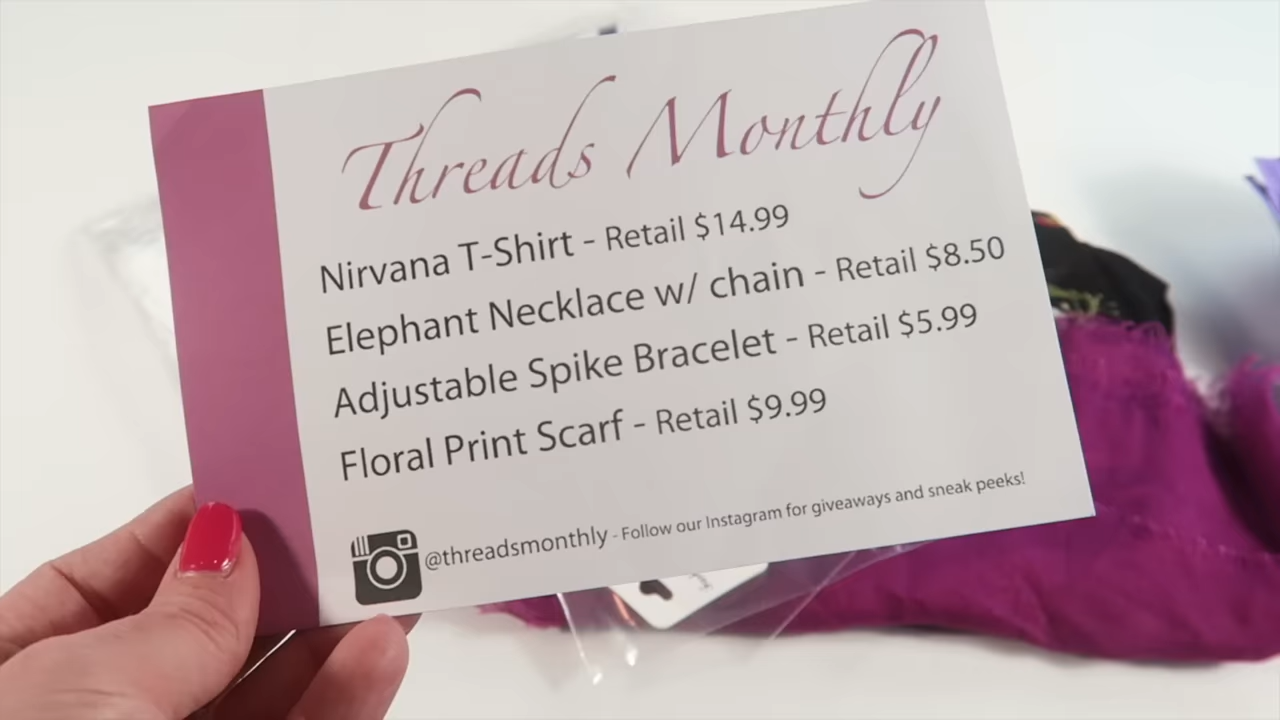 Threads Monthly
Nirvana T-Shirt - Retail $14.99
Elephant Necklace w/ chain - Retail $8.50
Adjustable Spike Bracelet - Retail $5.99
Floral Print Scarf - Retail $9.99
@threadsmonthly - Follow our Instagram for giveaways and sneak peeks!